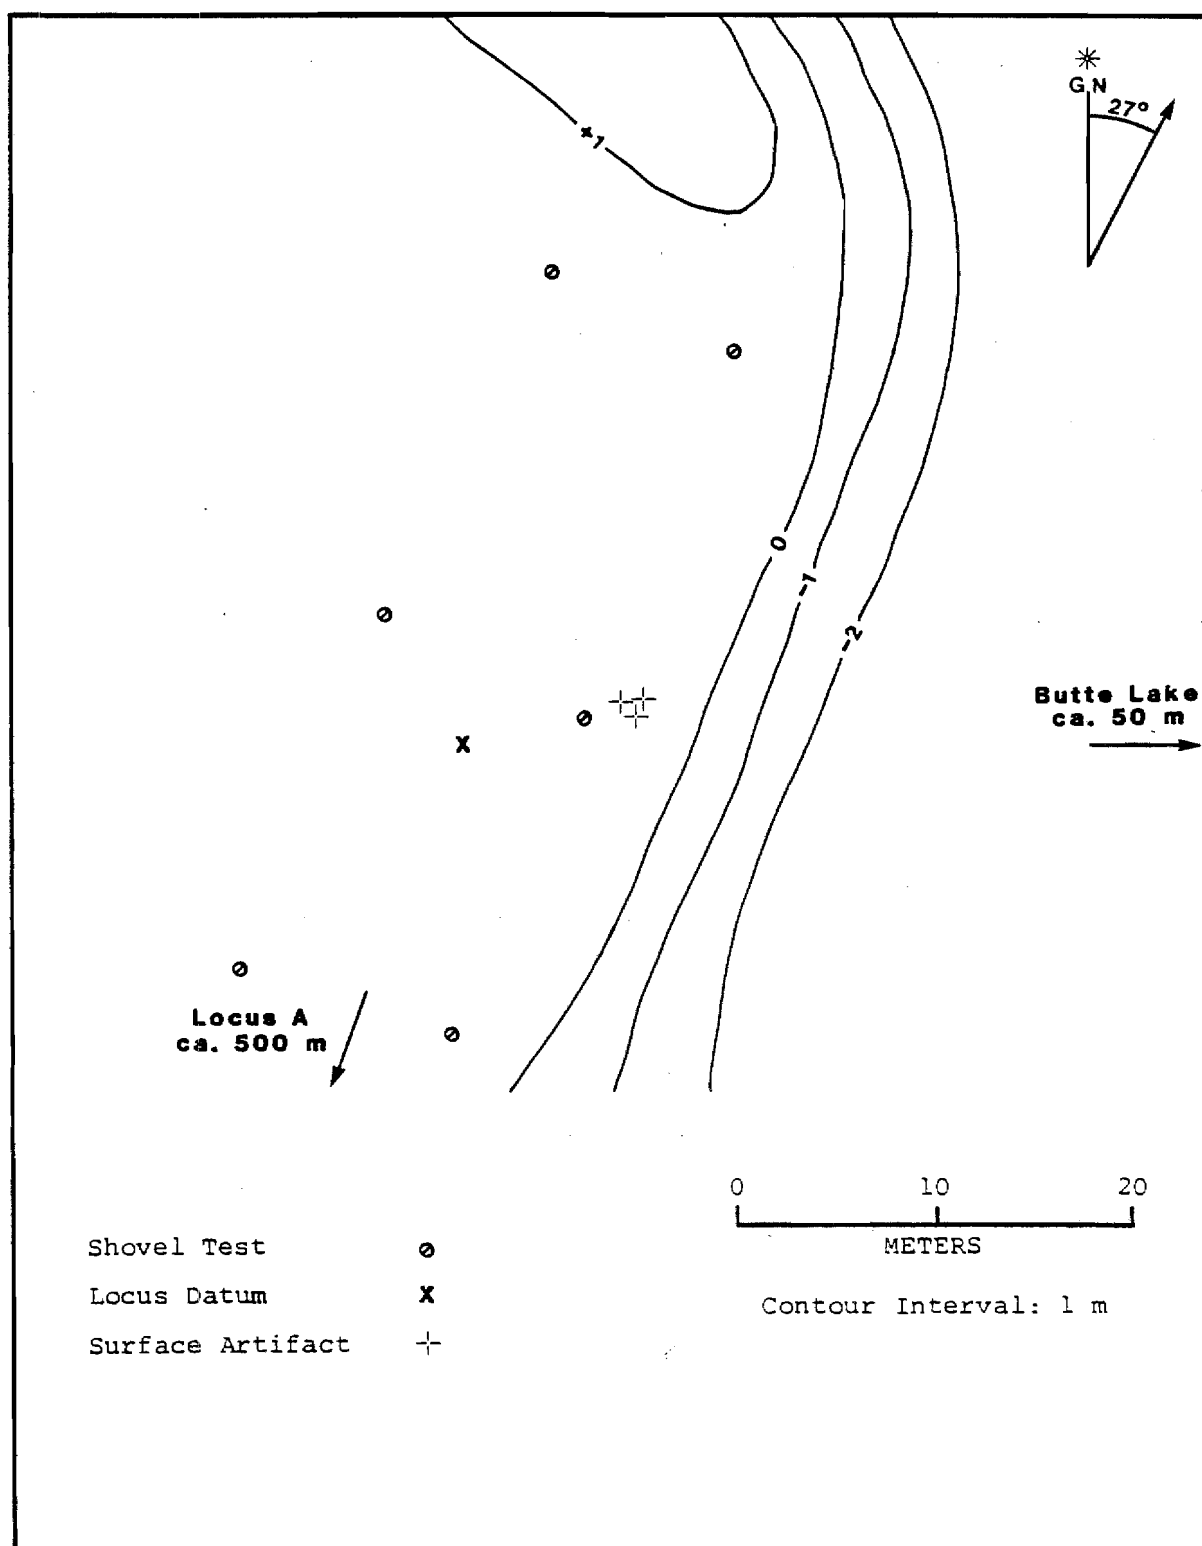 GN
27°
+1
0
-1
-2
Butte Lake
ca. 50 m
X
Locus A
ca. 500 m
0 10 20
METERS
Shovel Test
Locus Datum X
Surface Artifact
Contour Interval: 1 m